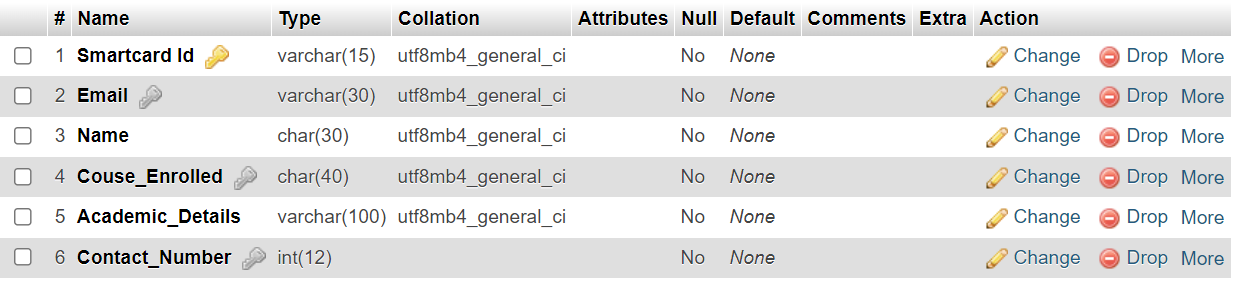 # Name Type Collation Attributes Null Default Comments Extra Action
1 Smartcard Id varchar(15) utf8mb4_general_ci No None Change Drop More
2 Email varchar(30) utf8mb4_general_ci No None Change Drop More
3 Name char(30) utf8mb4_general_ci No None Change Drop More
4 Couse_Enrolled char(40) utf8mb4_general_ci No None Change Drop More
5 Academic_Details varchar(100) utf8mb4_general_ci No None Change Drop More
6 Contact_Number int(12) No None Change Drop More